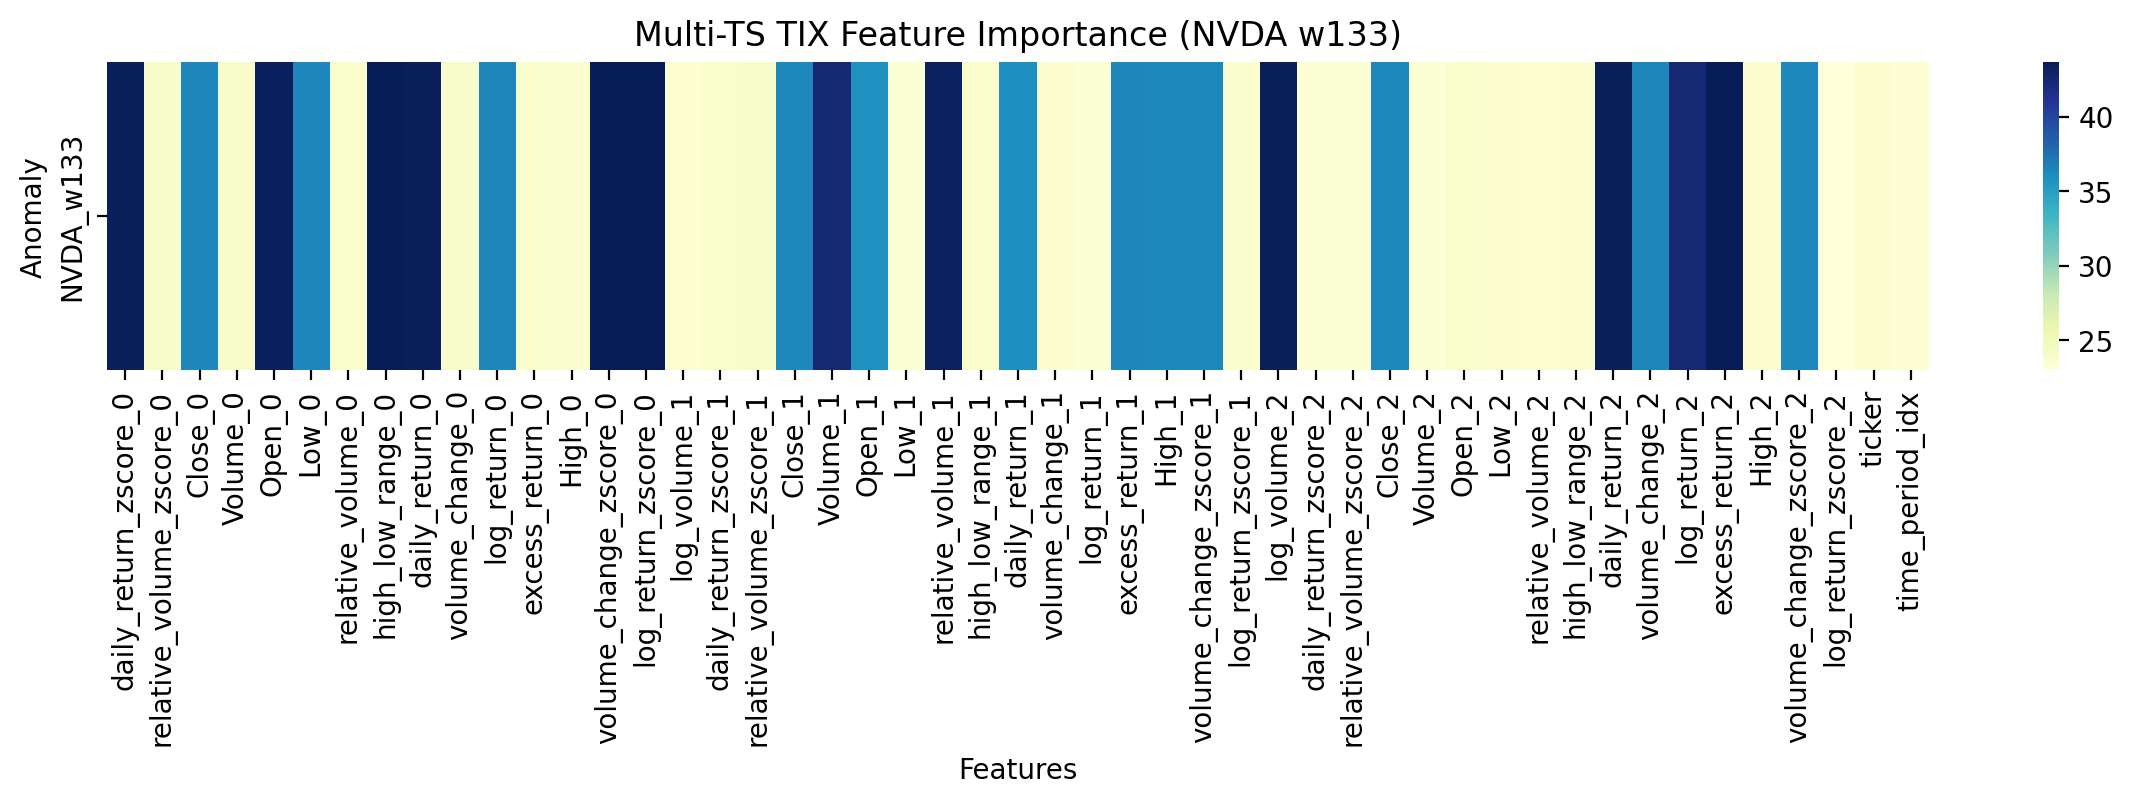 Multi-TS TIX Feature Importance (NVDA w133)
Anomaly
NVDA_w133
40
35
30
25
daily_return_zscore_0
relative_volume_zscore_0
Close_0
Volume_0
Open_0
Low_0
relative_volume_0
high_low_range_0
daily_return_0
volume_change_0
log_return_0
excess_return_0
High_0
volume_change_zscore_0
log_return_zscore_0
log_volume_1
daily_return_zscore_1
relative_volume_zscore_1
Close_1
Volume_1
Open_1
Low_1
relative_volume_1
high_low_range_1
daily_return_1
volume_change_1
log_return_1
excess_return_1
High_1
volume_change_zscore_1
log_return_zscore_1
log_volume_2
daily_return_zscore_2
relative_volume_zscore_2
Close_2
Volume_2
Open_2
Low_2
relative_volume_2
high_low_range_2
daily_return_2
volume_change_2
log_return_2
excess_return_2
High_2
volume_change_zscore_2
log_return_zscore_2
ticker
time_period_idx
Features